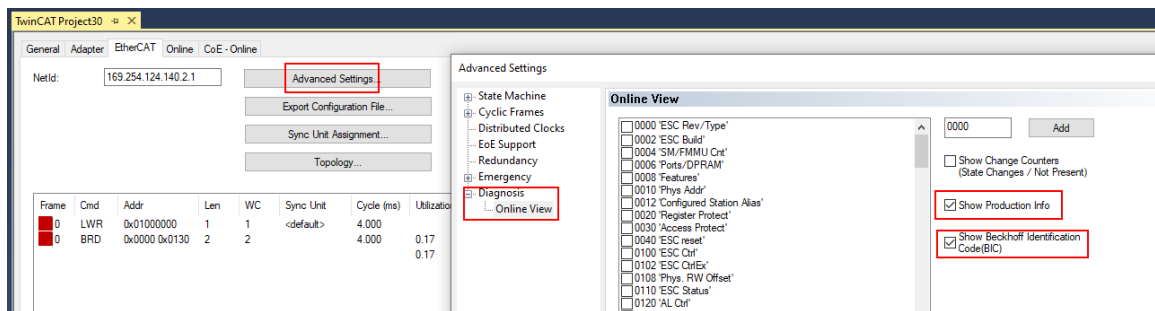 TwinCAT Project30
General Adapter EtherCAT Online CoE - Online
NetId: 169.254.124.140.2.1
Advanced Settings...
Export Configuration File...
Sync Unit Assignment...
Topology...
Frame Cmd Addr Len WC Sync Unit Cycle (ms) Utilizatio
0 LWR 0x01000000 1 1 <default> 4.000
0 BRD 0x0000 0x0130 2 2 4.000 0.17
0.17
Advanced Settings
State Machine
Cyclic Frames
Distributed Clocks
EoE Support
Redundancy
Emergency
Diagnosis
Online View
Online View
0000 'ESC Rev/Type'
0002 'ESC Build'
0004 'SM/FMMU Cnt'
0006 'Ports/DPRAM'
0008 'Features'
0010 'Phys Addr'
0012 'Configured Station Alias'
0020 'Register Protect'
0030 'Access Protect'
0040 'ESC reset'
0100 'ESC Ctrl'
0102 'ESC CtrlEx'
0108 'Phys. RW Offset'
0110 'ESC Status'
0120 'AL Ctrl'
0000 Add
Show Change Counters
(State Changes / Not Present)
Show Production Info
Show Beckhoff Identification
Code(BIC)